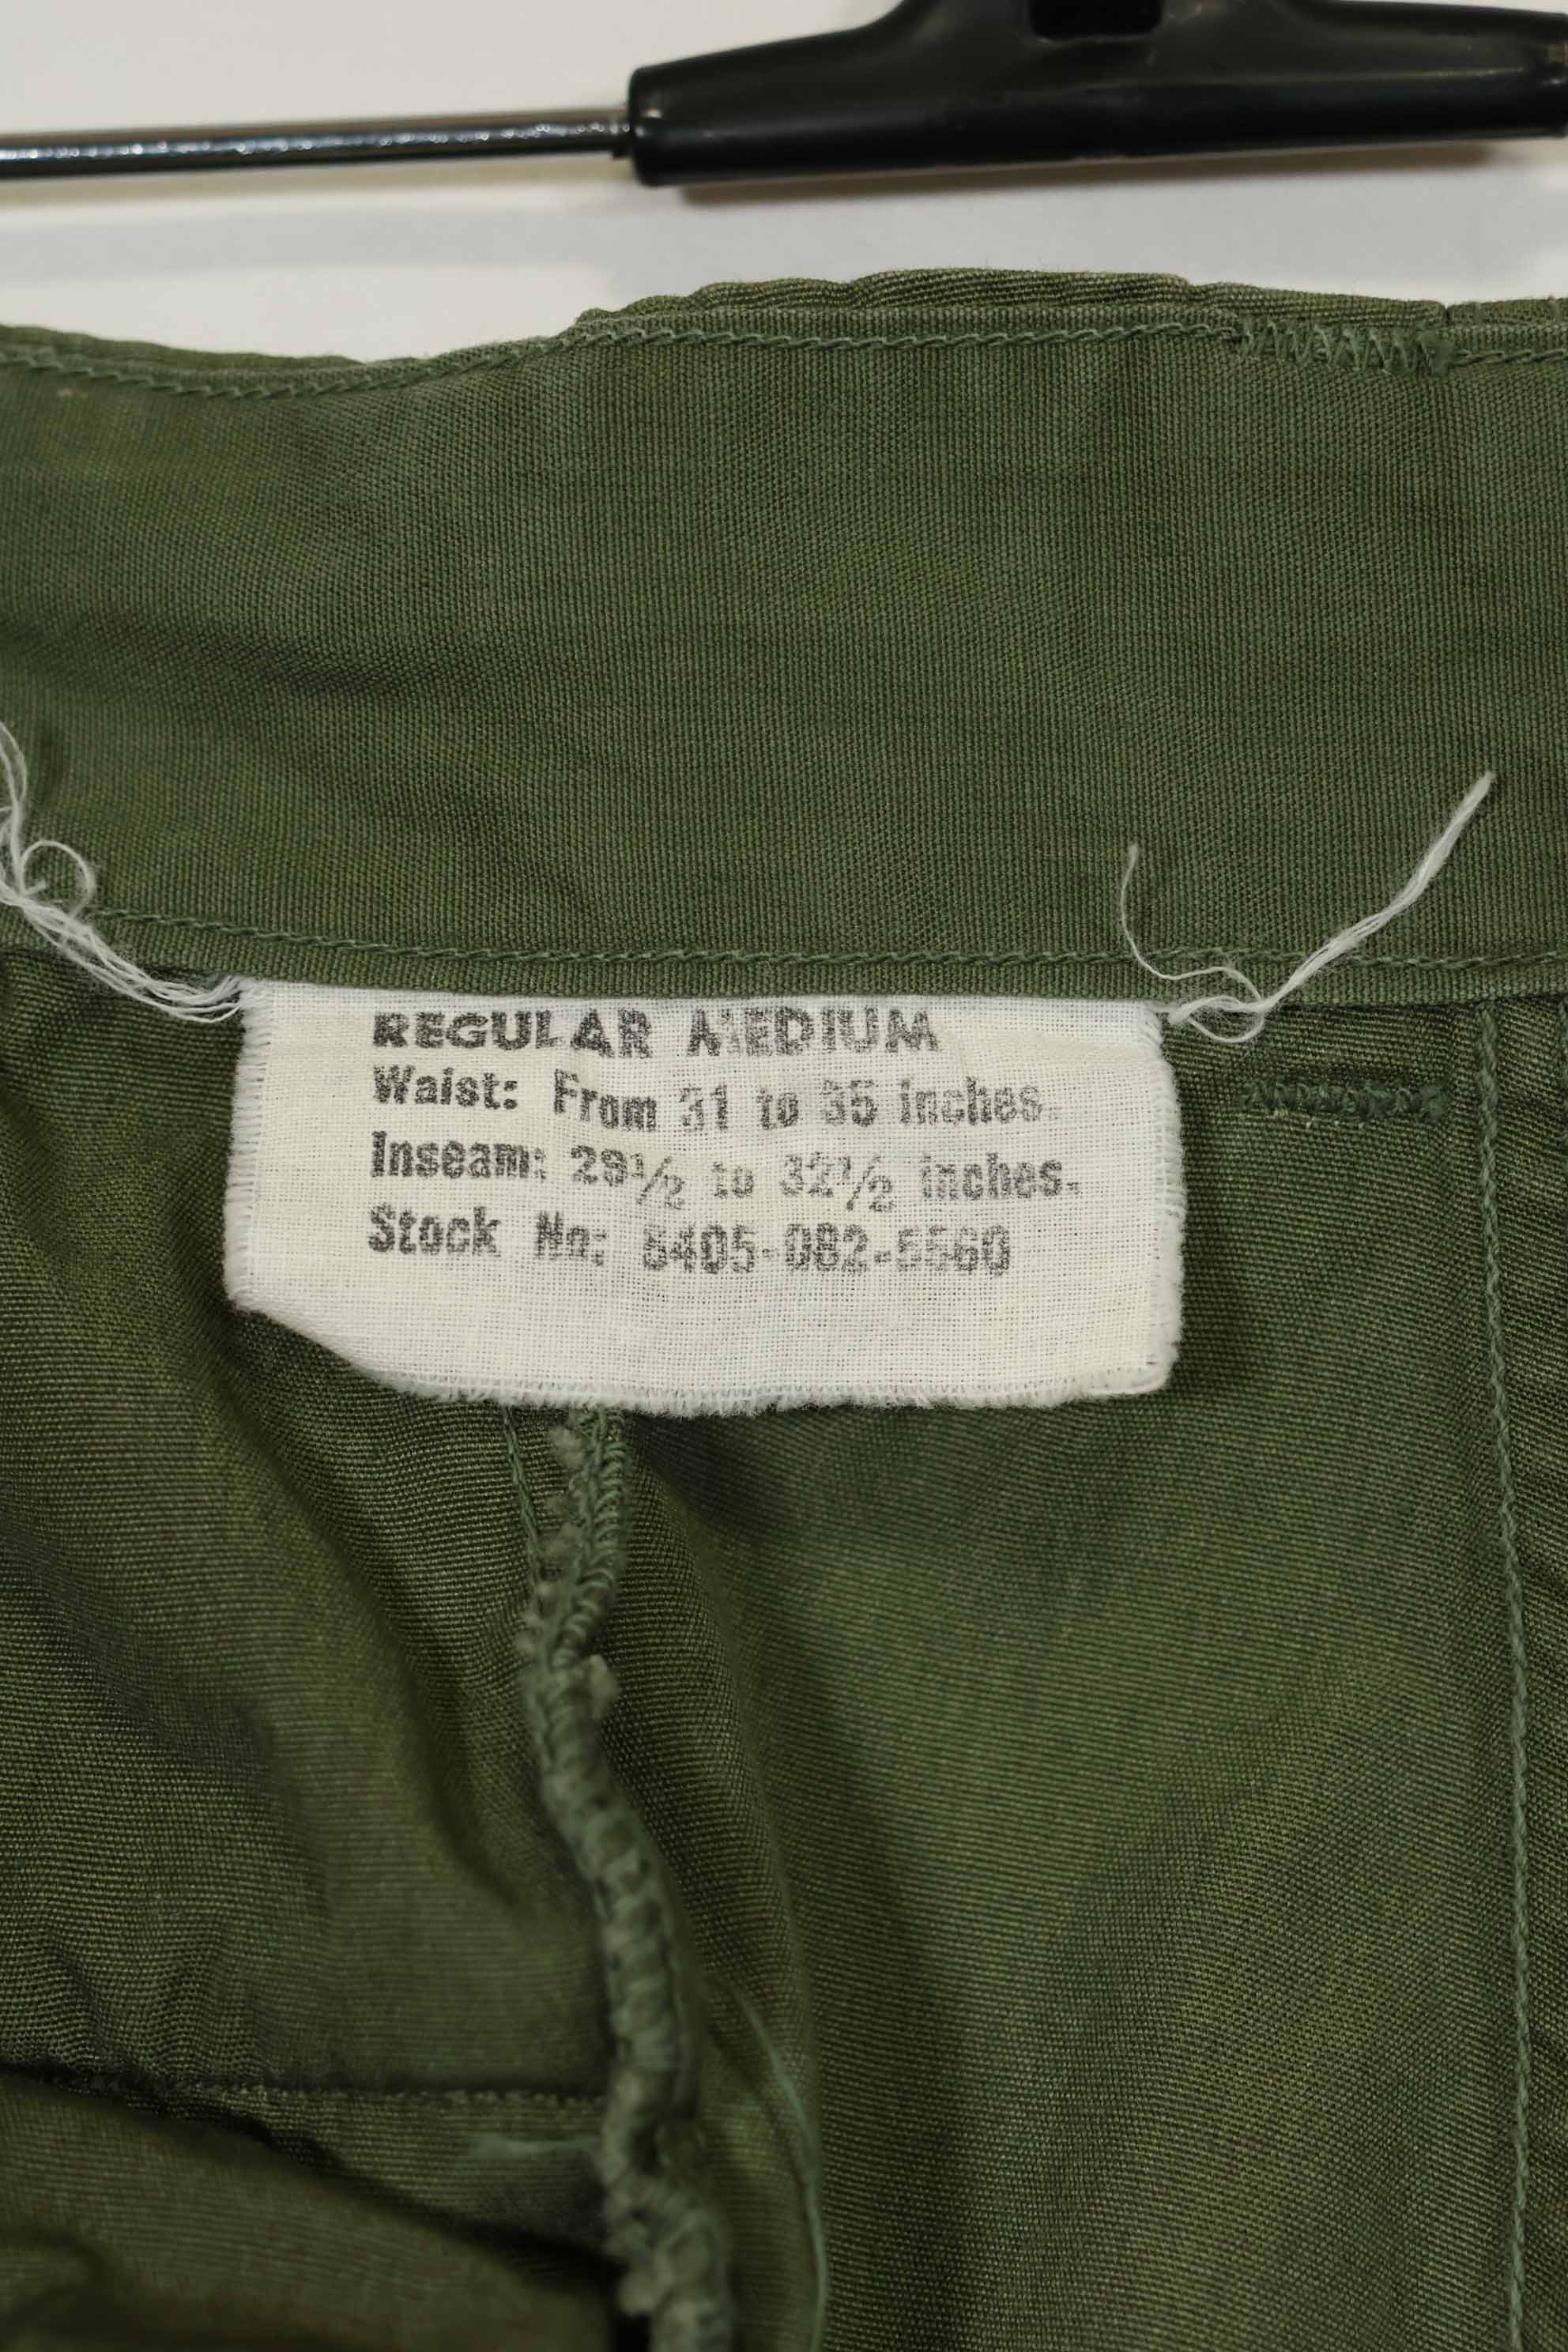 REGULAR MEDIUM
Waist: From 31 to 35 inches.
Inseam: 29½ to 32½ inches.
Stock No: 8405-082-5560